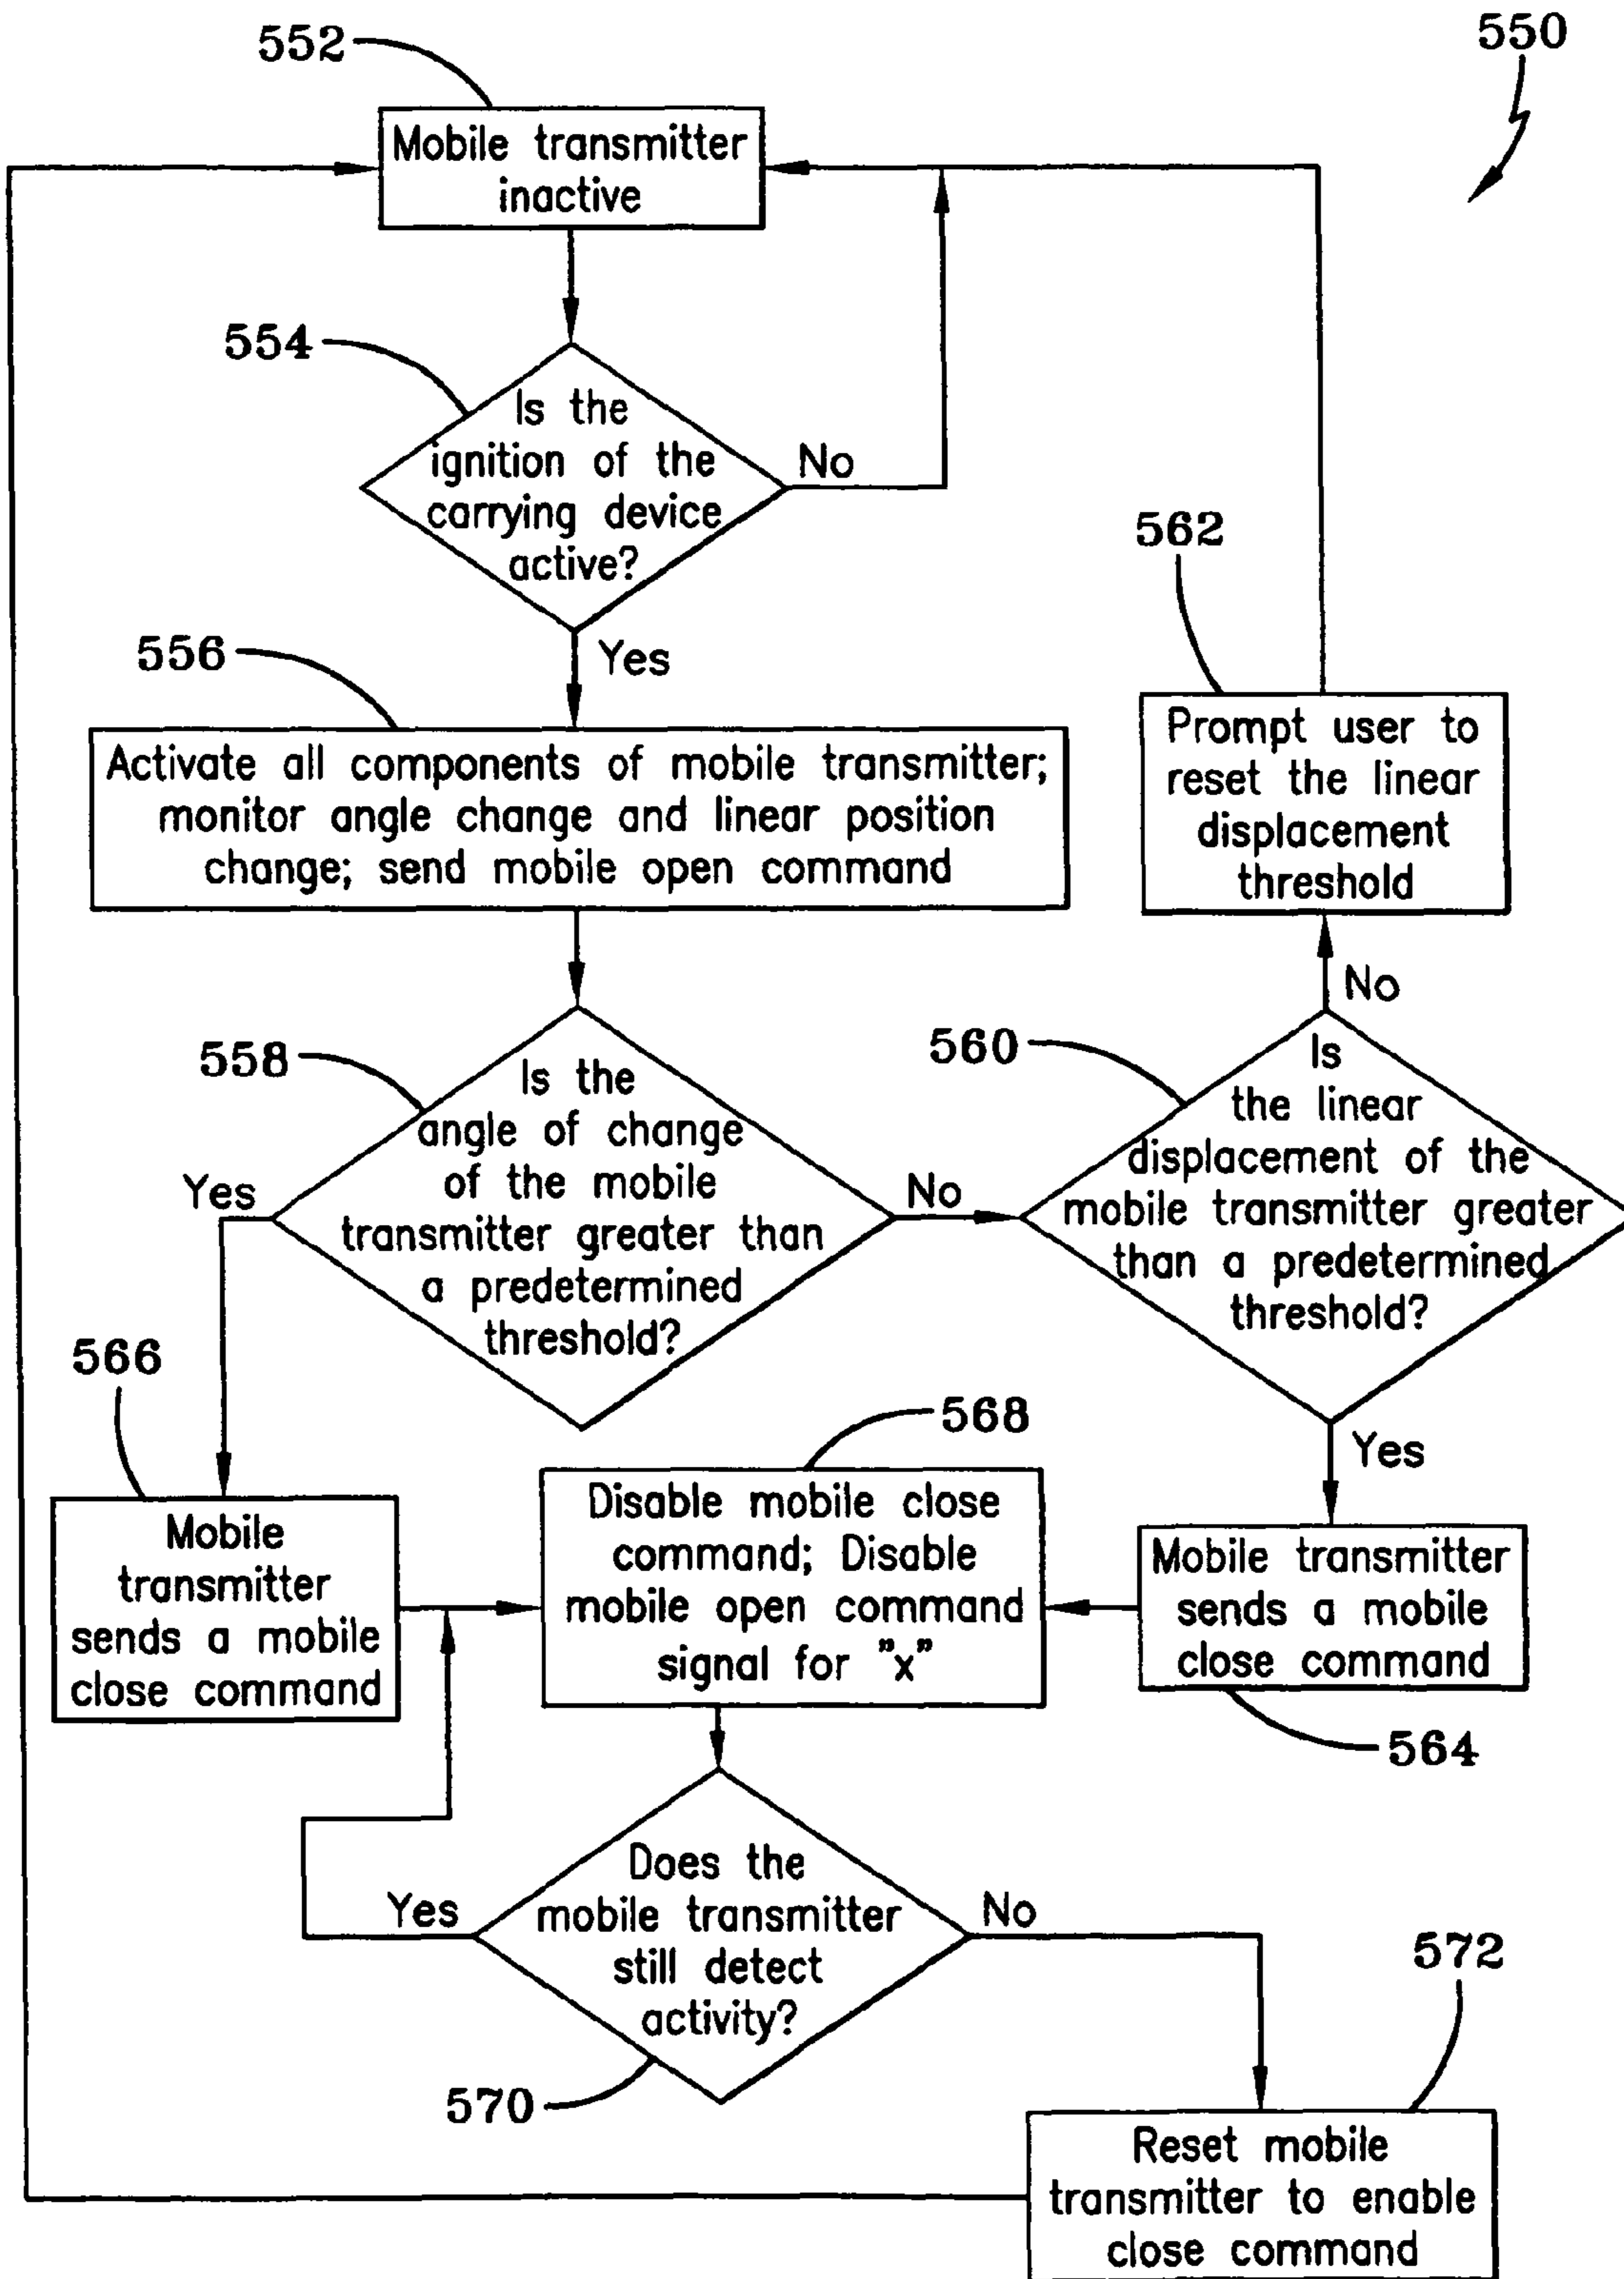 552
550
Mobile transmitter
inactive
554
Is the
ignition of the
carrying device
active?
No
Yes
556
Activate all components of mobile transmitter;
monitor angle change and linear position
change; send mobile open command
562
Prompt user to
reset the linear
displacement
threshold
No
558
Is the
angle of change
of the mobile
transmitter greater than
a predetermined
threshold?
Yes
No
560
Is
the linear
displacement of the
mobile transmitter greater
than a predetermined
threshold?
Yes
566
Mobile
transmitter
sends a mobile
close command
568
Disable mobile close
command; Disable
mobile open command
signal for "x"
Mobile transmitter
sends a mobile
close command
564
Does the
mobile transmitter
still detect
activity?
Yes
No
570
572
Reset mobile
transmitter to enable
close command